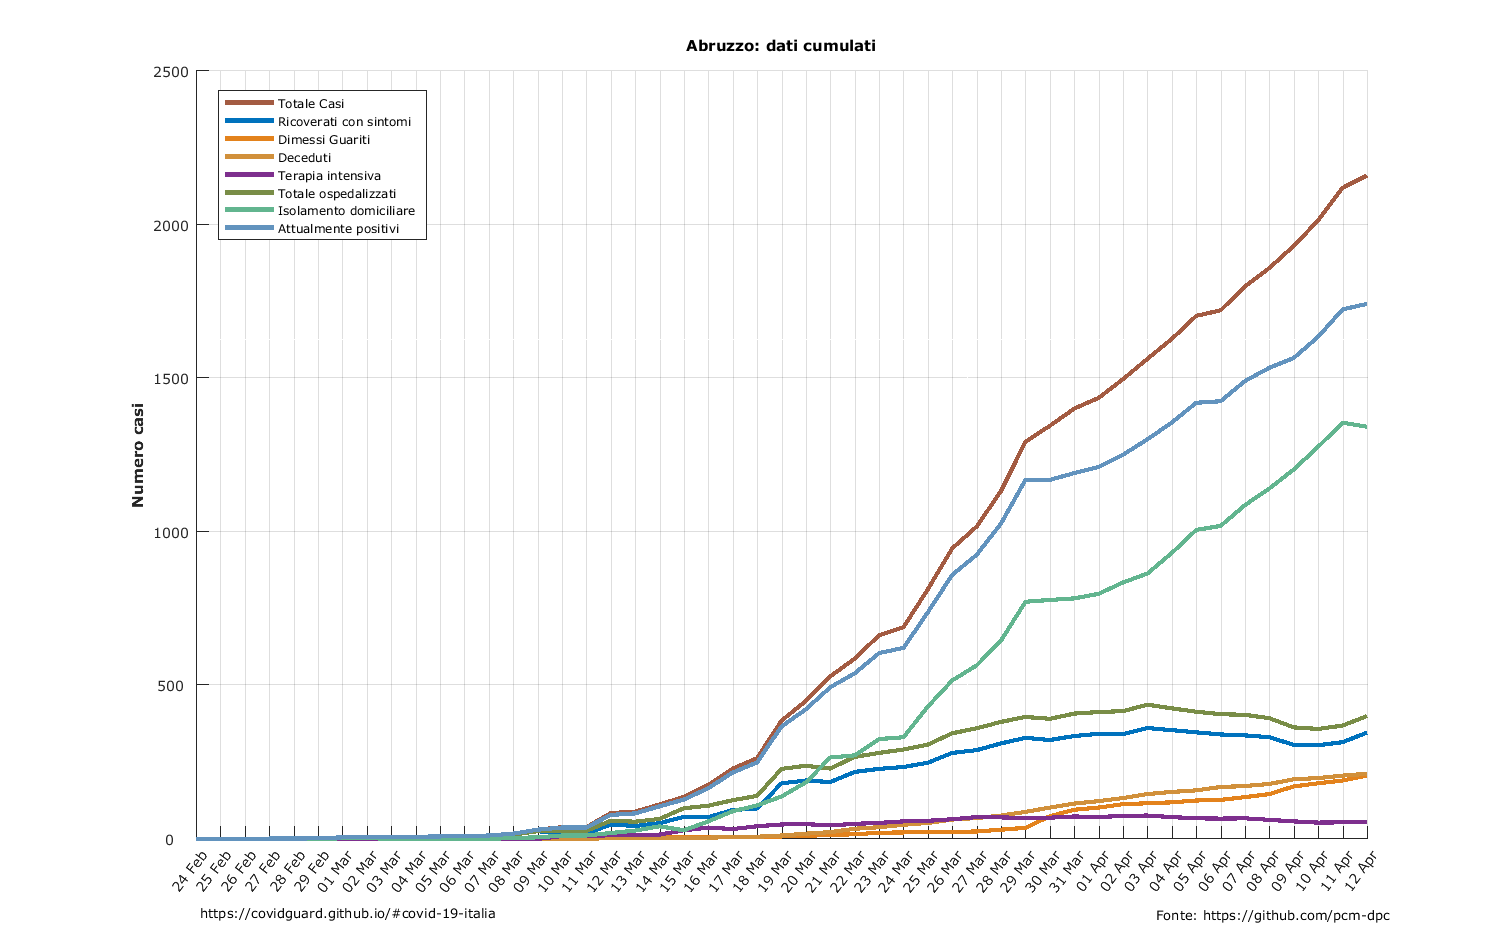 Abruzzo: dati cumulati
2500
2000
1500
1000
500
0
Numero casi
Totale Casi
Ricoverati con sintomi
Dimessi Guariti
Deceduti
Terapia intensiva
Totale ospedalizzati
Isolamento domiciliare
Attualmente positivi
24 Feb
25 Feb
26 Feb
27 Feb
28 Feb
29 Feb
01 Mar
02 Mar
03 Mar
04 Mar
05 Mar
06 Mar
07 Mar
08 Mar
09 Mar
10 Mar
11 Mar
12 Mar
13 Mar
14 Mar
15 Mar
16 Mar
17 Mar
18 Mar
19 Mar
20 Mar
21 Mar
22 Mar
23 Mar
24 Mar
25 Mar
26 Mar
27 Mar
28 Mar
29 Mar
30 Mar
31 Mar
01 Apr
02 Apr
03 Apr
04 Apr
05 Apr
06 Apr
07 Apr
08 Apr
09 Apr
10 Apr
11 Apr
12 Apr
https://covidguard.github.io/#covid-19-italia
Fonte: https://github.com/pcm-dpc